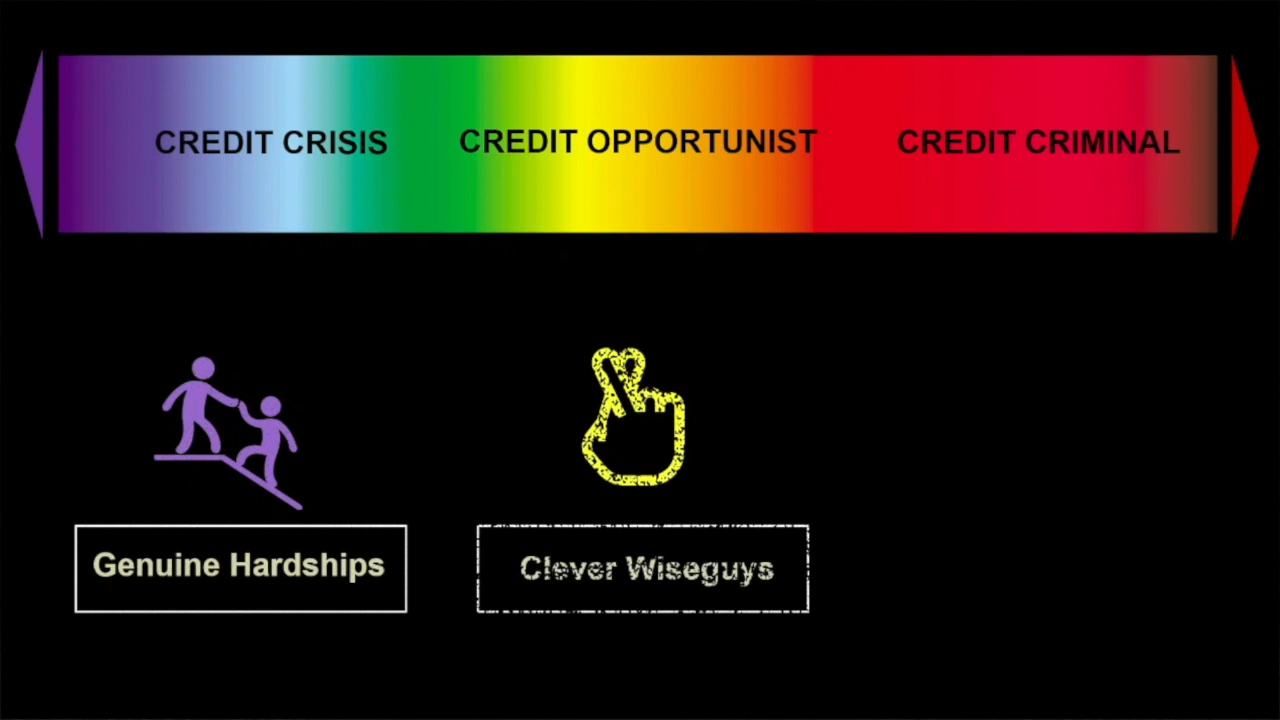 CREDIT CRISIS
CREDIT OPPORTUNIST
CREDIT CRIMINAL
Genuine Hardships
Clever Wiseguys